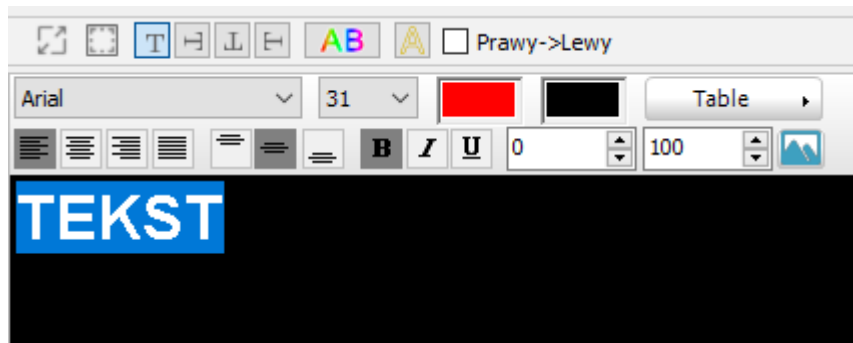 T T T T AB A Prawy->Lewy
Arial 31 Table
B I U 0 100
TEKST